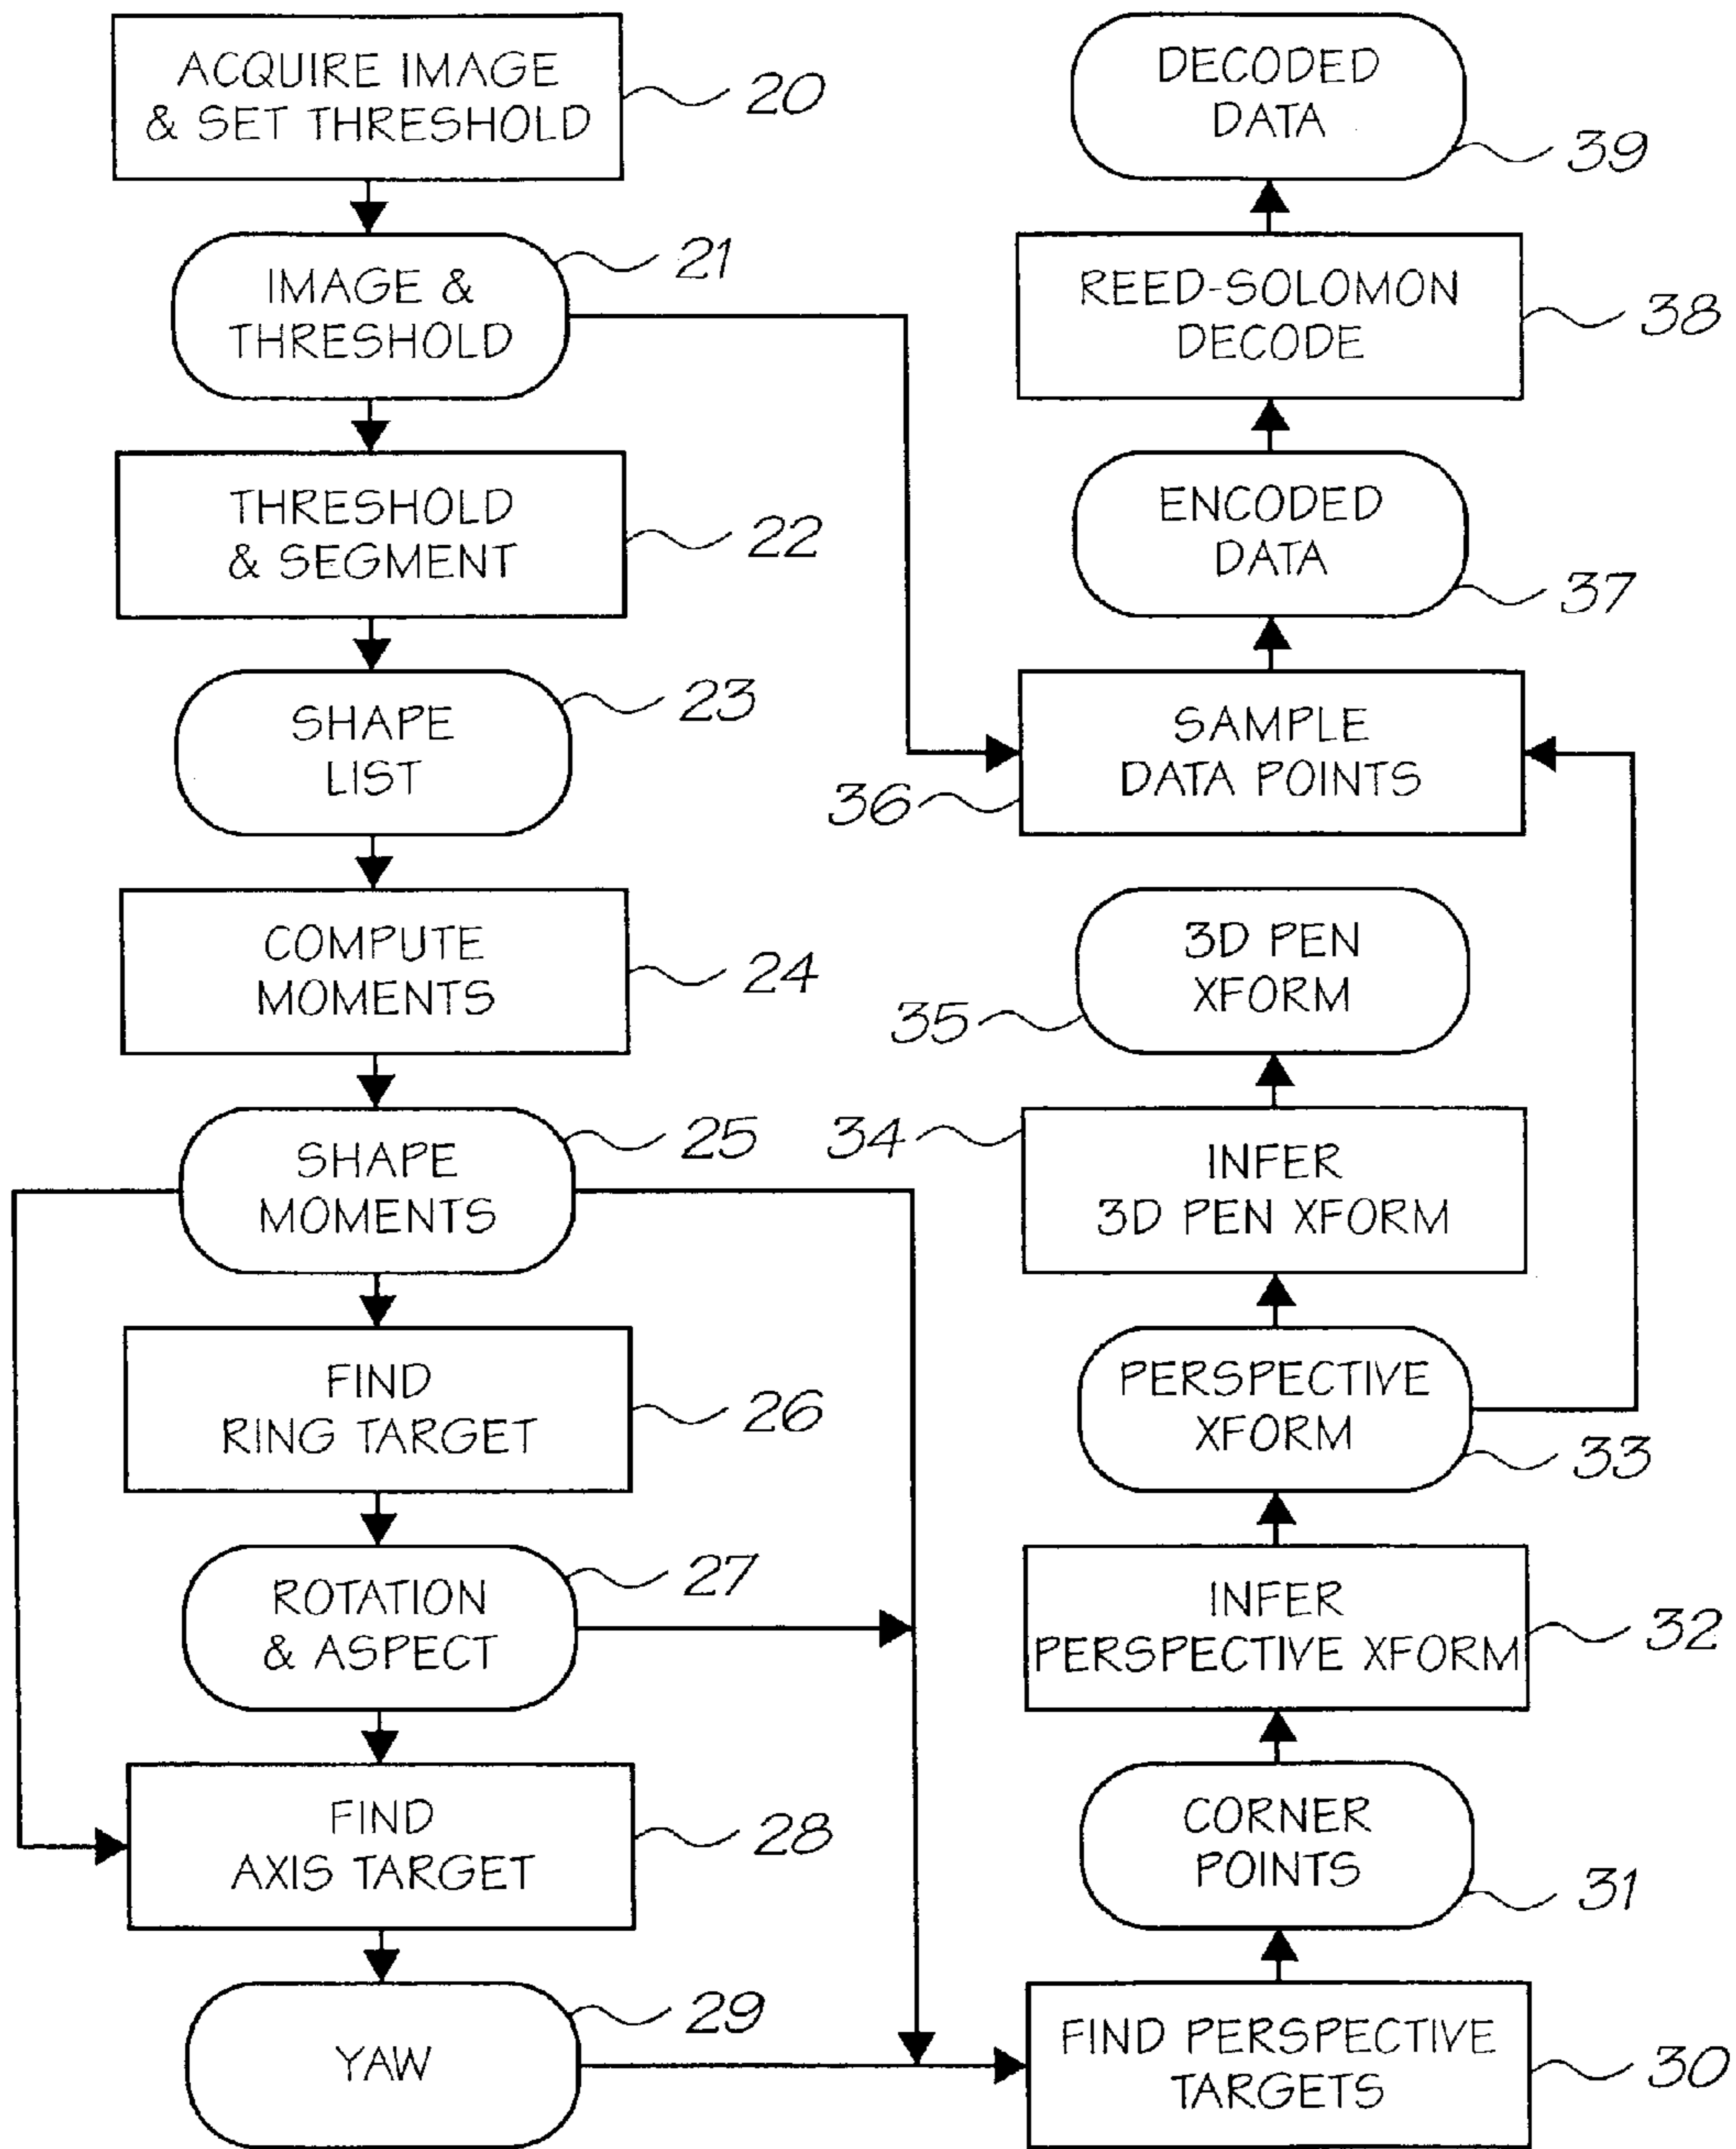 ACQUIRE IMAGE
& SET THRESHOLD
20
IMAGE &
THRESHOLD
21
THRESHOLD
& SEGMENT
22
SHAPE
LIST
23
COMPUTE
MOMENTS
24
SHAPE
MOMENTS
25
FIND
RING TARGET
26
ROTATION
& ASPECT
27
FIND
AXIS TARGET
28
YAW
29
DECODED
DATA
39
REED-SOLOMON
DECODE
38
ENCODED
DATA
37
SAMPLE
DATA POINTS
36
3D PEN
XFORM
35
INFER
3D PEN XFORM
34
PERSPECTIVE
XFORM
33
INFER
PERSPECTIVE XFORM
32
CORNER
POINTS
31
FIND PERSPECTIVE
TARGETS
30